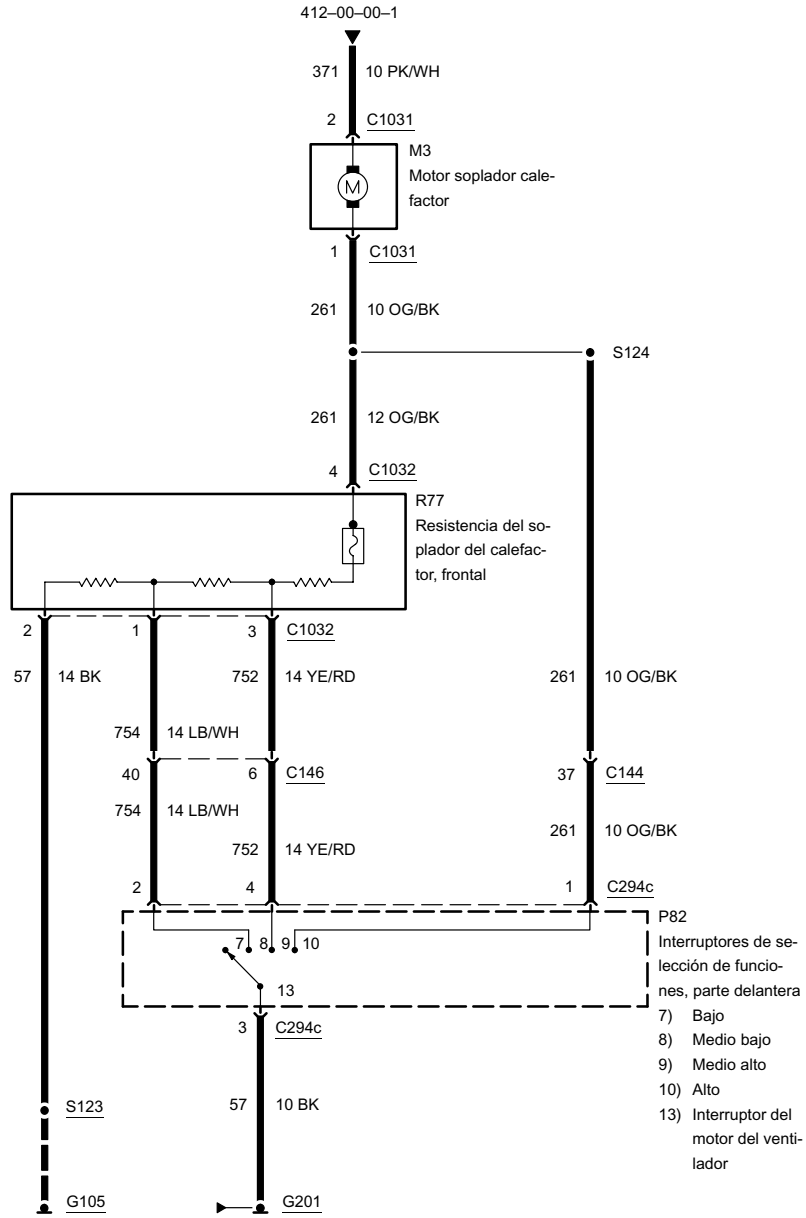 412–00–00–1
371 10 PK/WH
2 C1031
M3
Motor soplador cale-
factor
M
1 C1031
261 10 OG/BK
S124
261 12 OG/BK
4 C1032
R77
Resistencia del so-
plador del calefac-
tor, frontal
2 1 3 C1032
57 14 BK 752 14 YE/RD 261 10 OG/BK
754 14 LB/WH
40 6 C146 37 C144
754 14 LB/WH
261 10 OG/BK
752 14 YE/RD
2 4 1 C294c
P82
Interruptores de se-
lección de funcio-
nes, parte delantera
7) Bajo
8) Medio bajo
9) Medio alto
10) Alto
13) Interruptor del
motor del venti-
lador
7 8 9 10
13
3 C294c
57 10 BK
S123
G105 G201